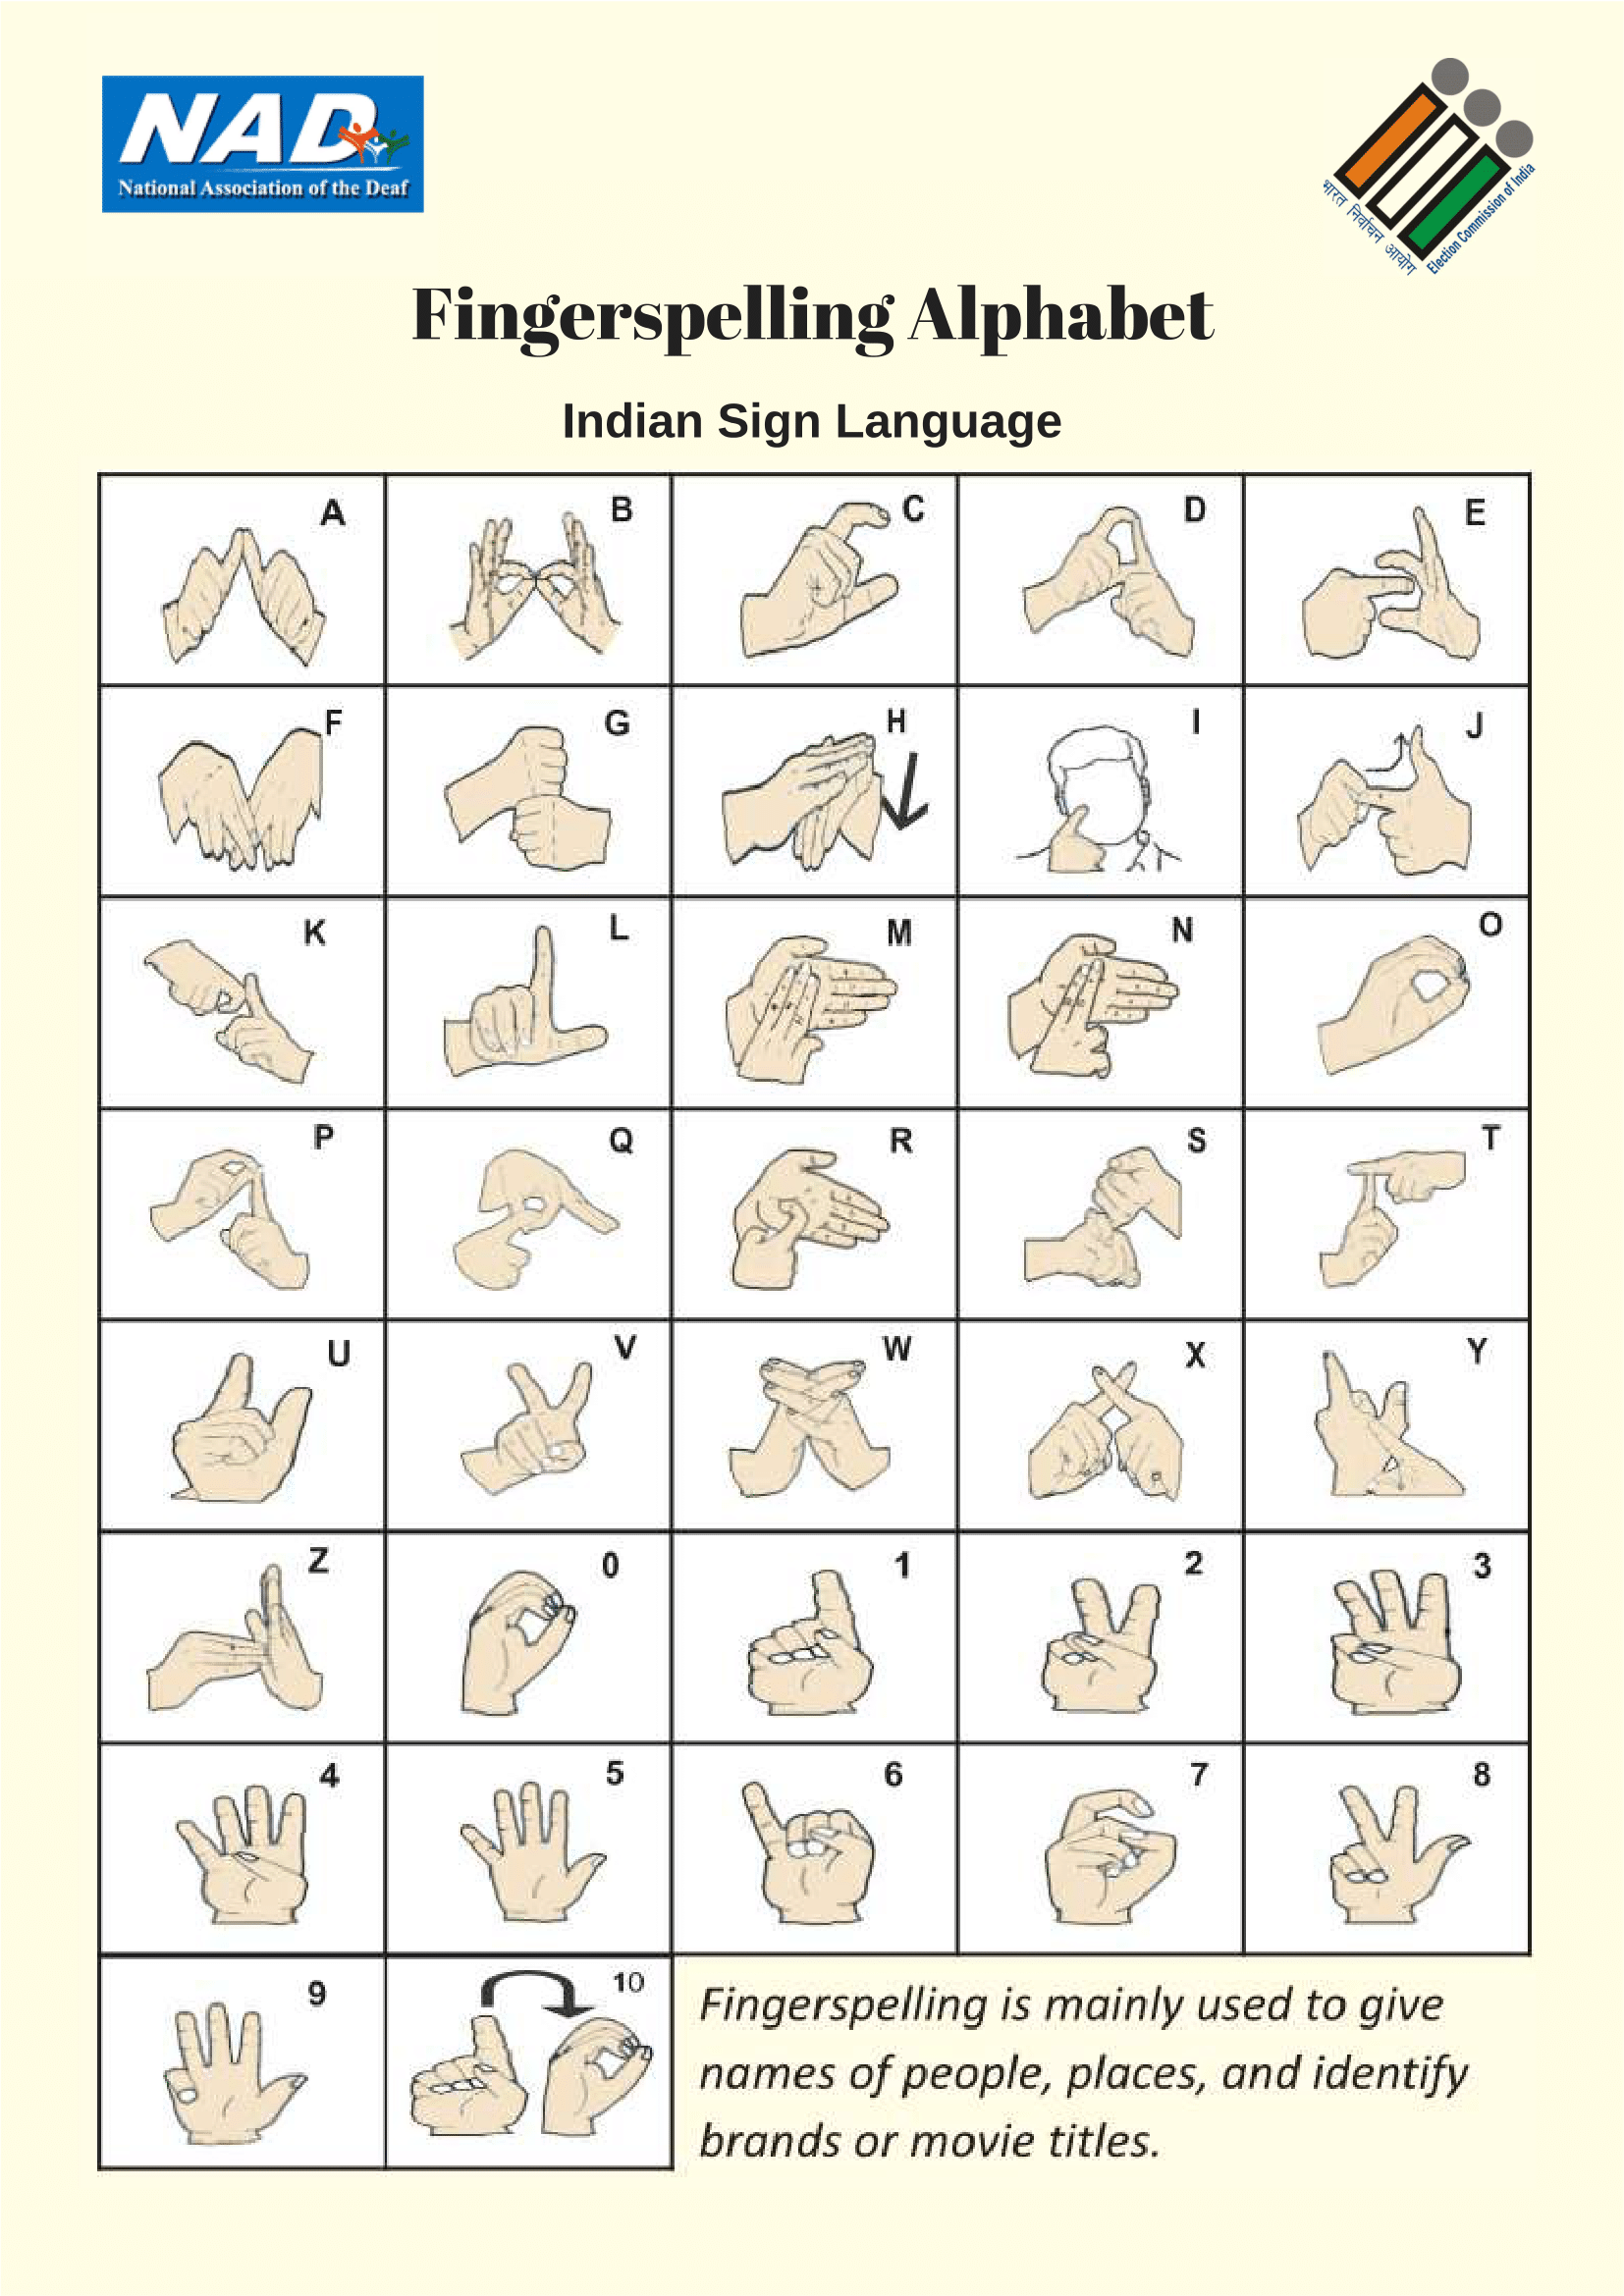 NAD
National Association of the Deaf
भारत निर्वाचन आयोग
Election Commission of India
Fingerspelling Alphabet
Indian Sign Language
A B C D E
F G H I J
K L M N O
P Q R S T
U V W X Y
Z 0 1 2 3
4 5 6 7 8
9 10
Fingerspelling is mainly used to give
names of people, places, and identify
brands or movie titles.